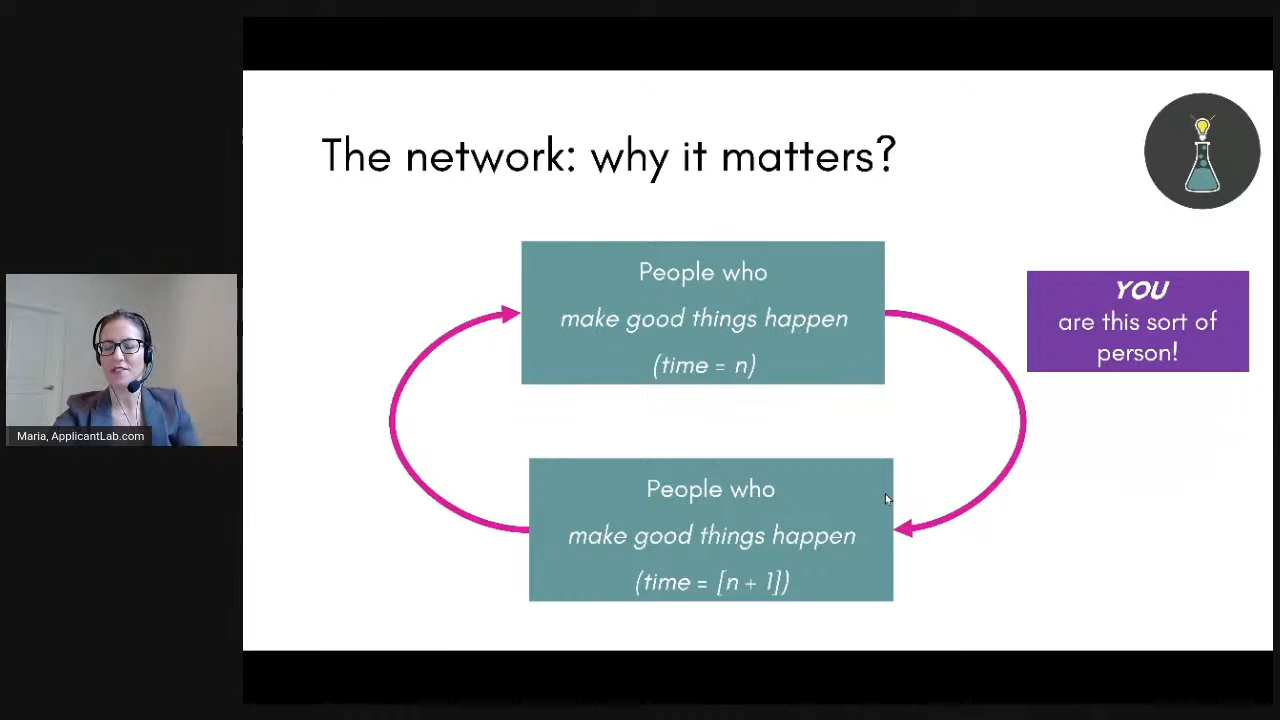 The network: why it matters?
People who
make good things happen
(time = n)
YOU
are this sort of
person!
People who
make good things happen
(time = [n + 1])
Maria, ApplicantLab.com